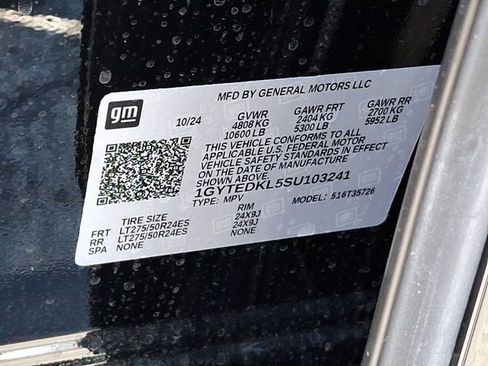 MFD BY GENERAL MOTORS LLC
gm
10/24 GVWR GAWR FRT GAWR RR
4808 KG 2404 KG 2700 KG
10600 LB 5300 LB 5952 LB
THIS VEHICLE CONFORMS TO ALL
APPLICABLE U.S. FEDERAL MOTOR
VEHICLE SAFETY STANDARDS IN EFFECT
ON THE DATE OF MANUFACTURE
SHOWN ABOVE.
1GYTEDKL5SU103241
TYPE: MPV MODEL: 516T35726
TIRE SIZE RIM
FRT LT275/50R24ES 24X9J
RR LT275/50R24ES 24X9J
SPA NONE NONE